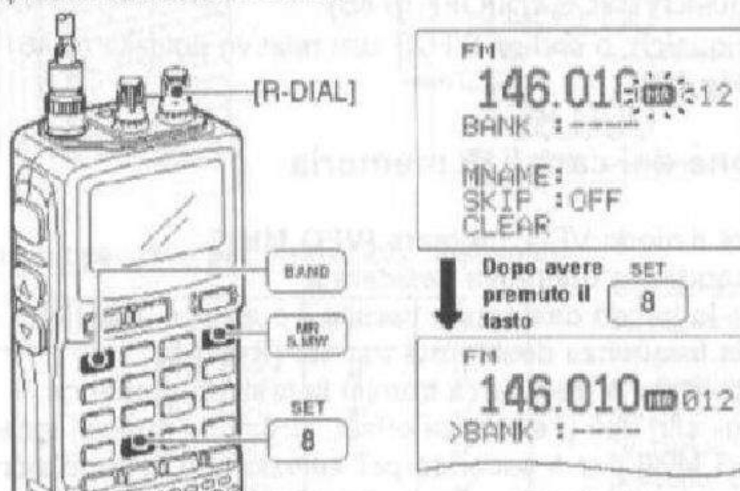 [R-DIAL]
BAND
MR
S.MW
SET
8
FM
146.010 012
BANK :-----
MNAME:
SKIP :OFF
CLEAR
Dopo avere
premuto il
tasto
SET
8
FM
146.010 012
>BANK :-----